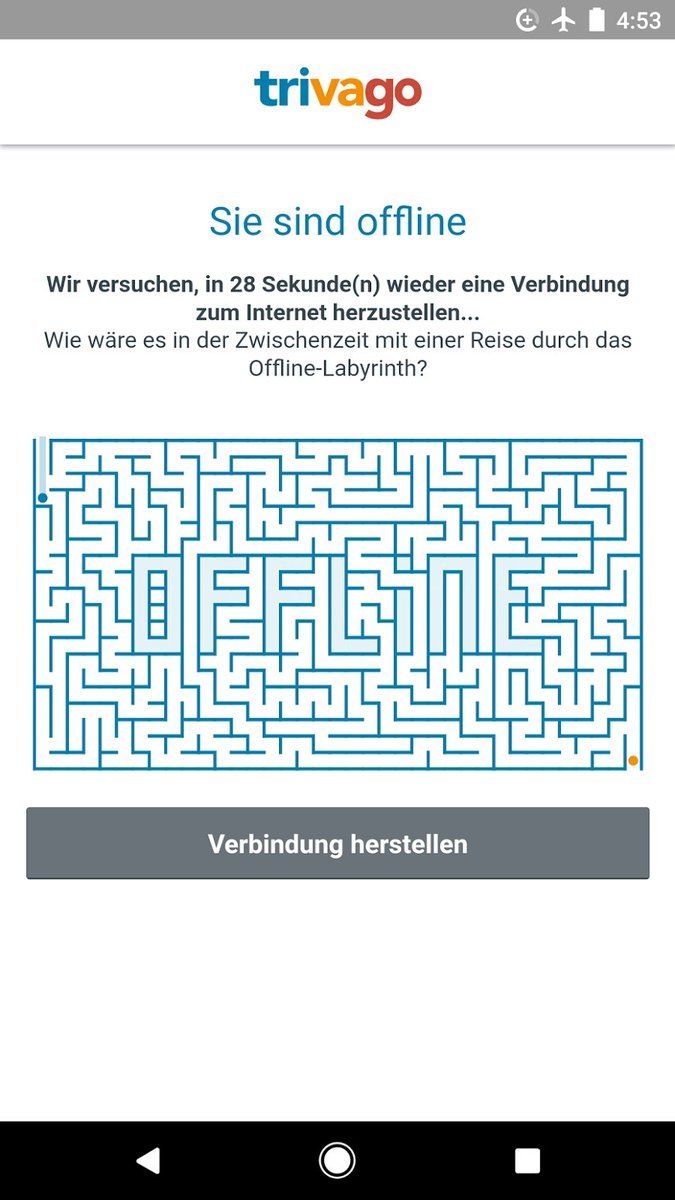 4:53
trivago
Sie sind offline
Wir versuchen, in 28 Sekunde(n) wieder eine Verbindung
zum Internet herzustellen...
Wie wäre es in der Zwischenzeit mit einer Reise durch das
Offline-Labyrinth?
OFFLINE
Verbindung herstellen